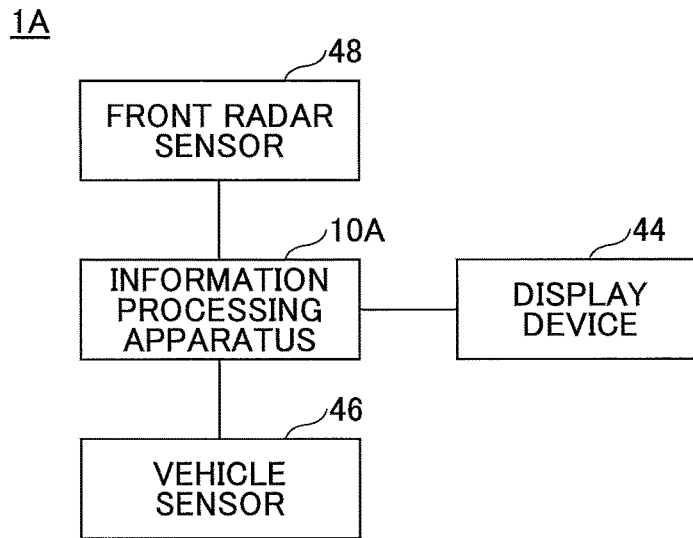 1A
48
FRONT RADAR
SENSOR
10A
44
INFORMATION
PROCESSING
APPARATUS
DISPLAY
DEVICE
46
VEHICLE
SENSOR